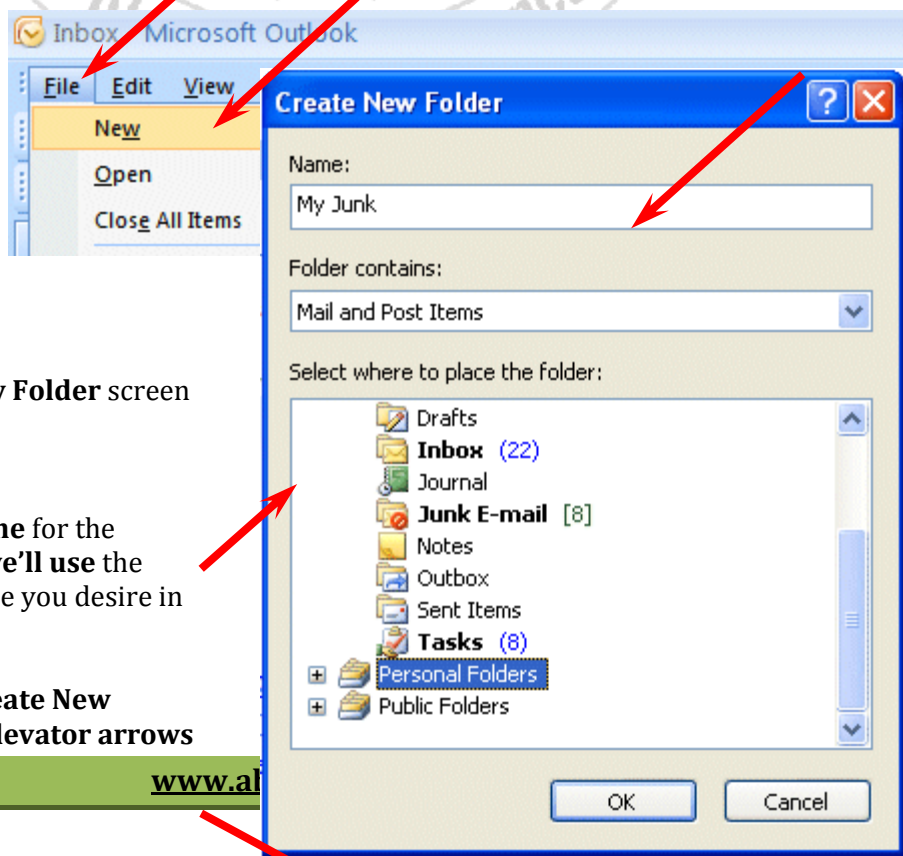 Inbox - Microsoft Outlook
File Edit View
New
Open
Close All Items
Create New Folder
Name:
My Junk
Folder contains:
Mail and Post Items
Select where to place the folder:
Drafts
Inbox (22)
Journal
Junk E-mail [8]
Notes
Outbox
Sent Items
Tasks (8)
Personal Folders
Public Folders
OK Cancel
Folder screen
for the
we'll use the
you desire in
New
elevator arrows